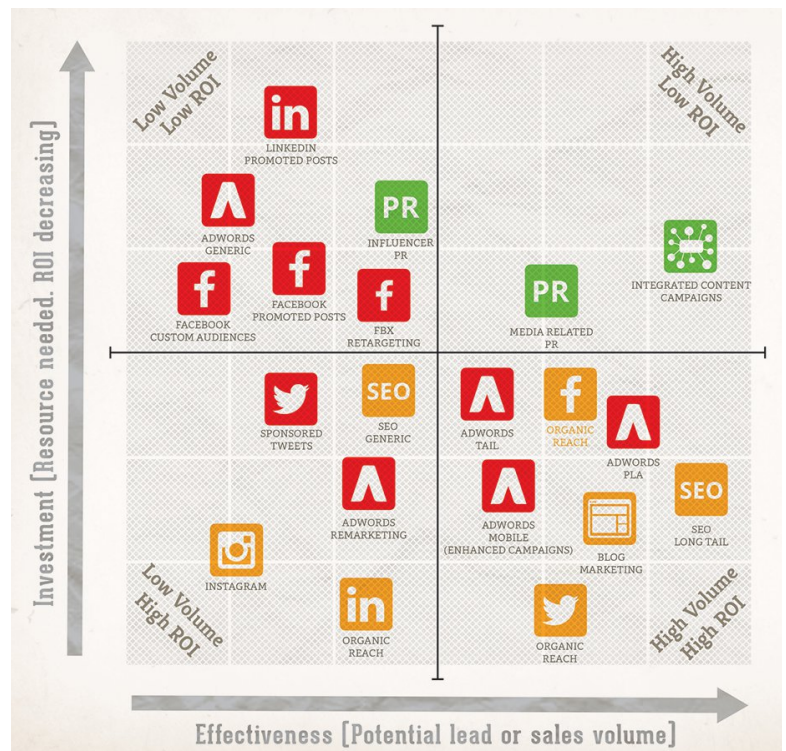 Low Volume
Low ROI
High Volume
Low ROI
in
LINKEDIN
PROMOTED POSTS
ADWORDS
GENERIC
PR
INFLUENCER
PR
INTEGRATED CONTENT
CAMPAIGNS
f
FACEBOOK
CUSTOM AUDIENCES
f
FACEBOOK
PROMOTED POSTS
f
FBX
RETARGETING
PR
MEDIA RELATED
PR
SPONSORED
TWEETS
SEO
SEO
GENERIC
ADWORDS
TAIL
f
ORGANIC
REACH
ADWORDS
PLA
ADWORDS
REMARKETING
ADWORDS
MOBILE
(ENHANCED CAMPAIGNS)
BLOG
MARKETING
SEO
SEO
LONG TAIL
INSTAGRAM
in
ORGANIC
REACH
ORGANIC
REACH
Low Volume
High ROI
High Volume
High ROI
Investment [Resource needed. ROI decreasing]
Effectiveness [Potential lead or sales volume]